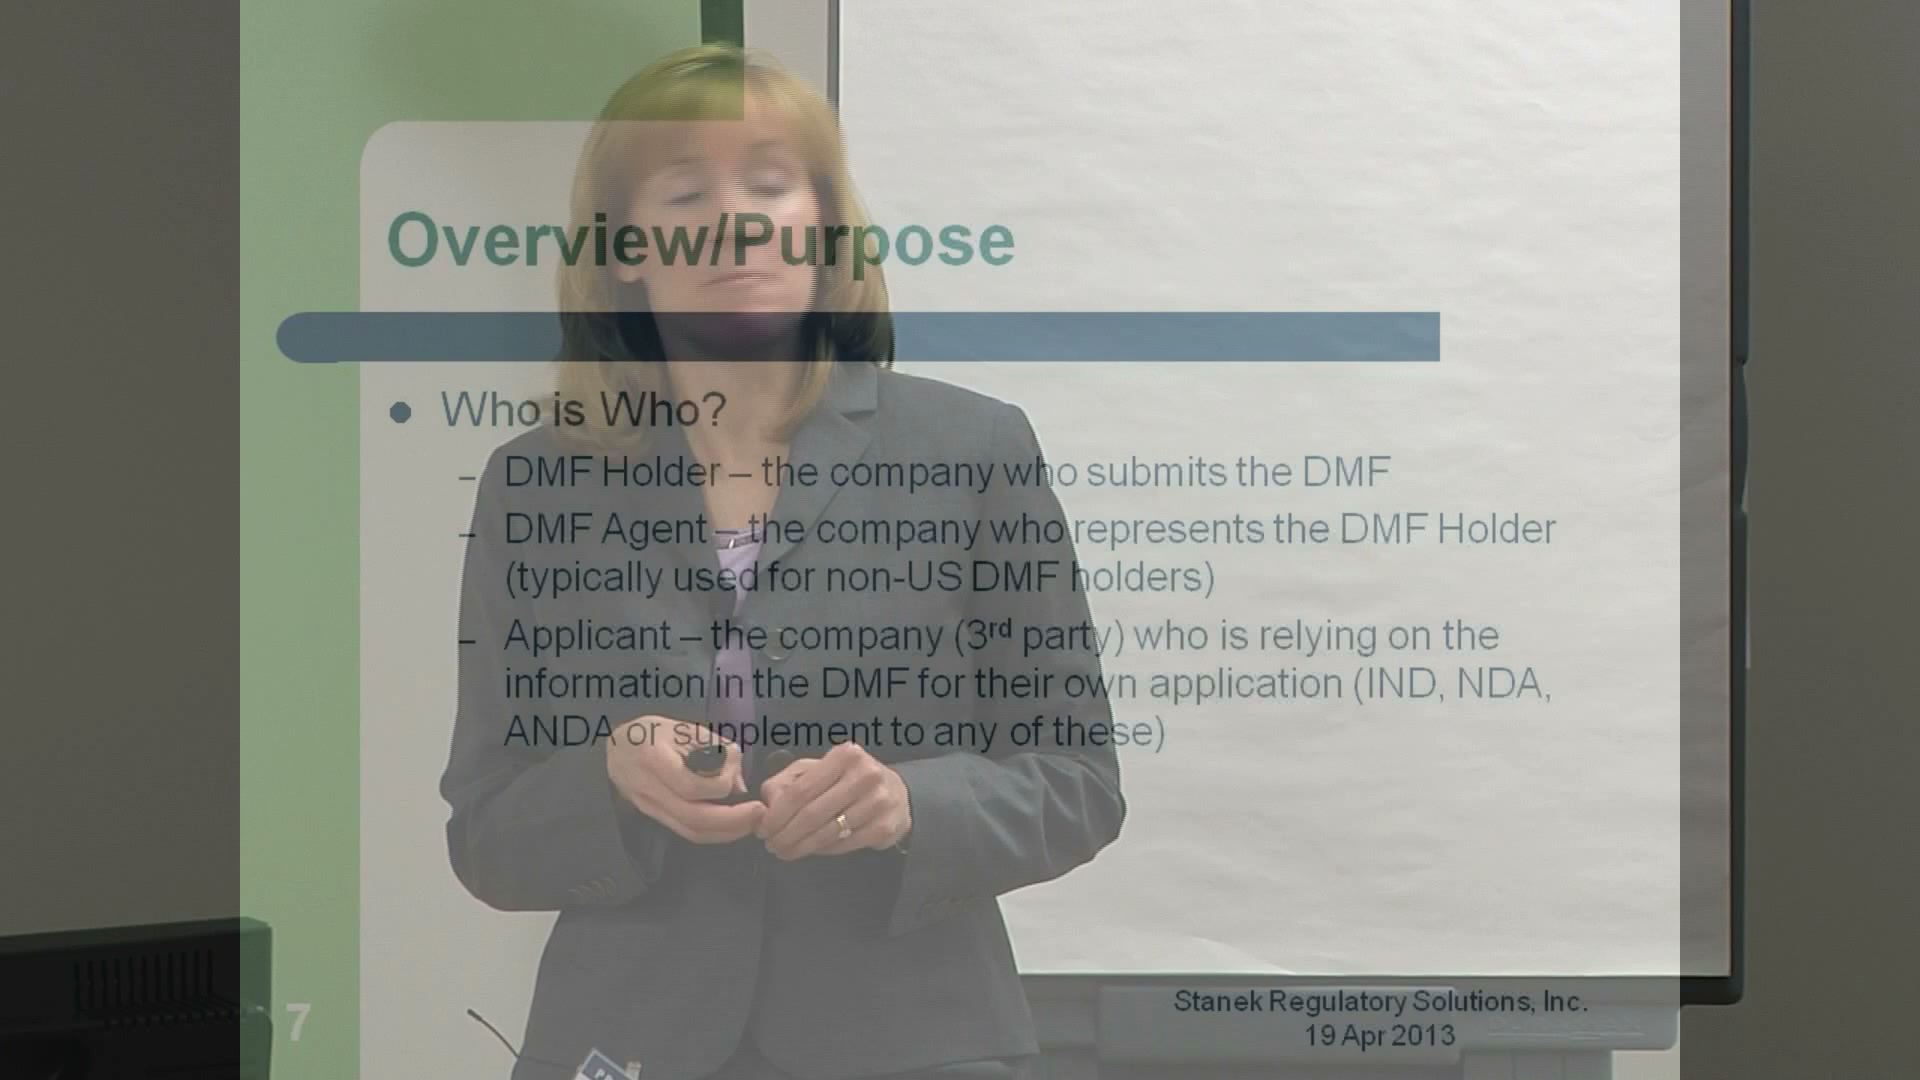 Overview/Purpose
● Who is Who?
– DMF Holder – the company who submits the DMF
– DMF Agent – the company who represents the DMF Holder
(typically used for non-US DMF holders)
– Applicant – the company (3rd party) who is relying on the
information in the DMF for their own application (IND, NDA,
ANDA or supplement to any of these)
7
Stanek Regulatory Solutions, Inc.
19 Apr 2013